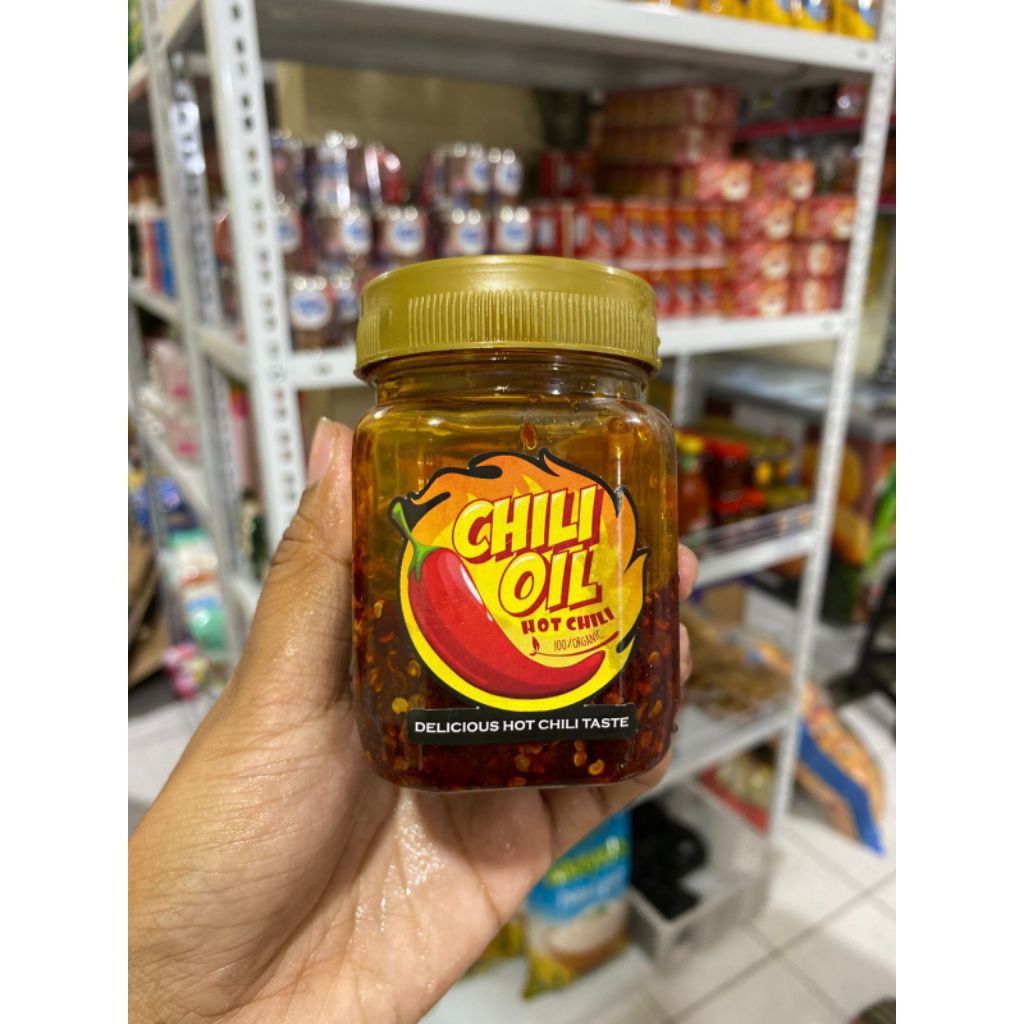 CHILI
OIL
HOT CHILI
100%ORGANIC
DELICIOUS HOT CHILI TASTE